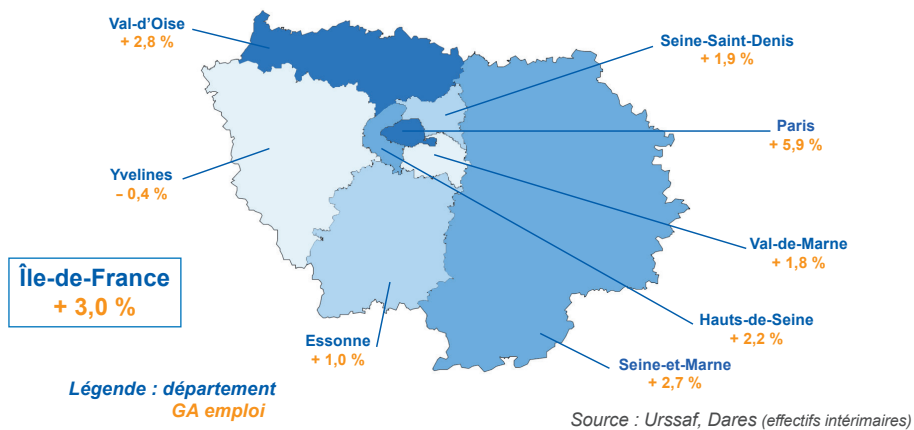 Val-d’Oise
+ 2,8 %
Seine-Saint-Denis
+ 1,9 %
Paris
+ 5,9 %
Yvelines
– 0,4 %
Val-de-Marne
+ 1,8 %
Île-de-France
+ 3,0 %
Hauts-de-Seine
+ 2,2 %
Essonne
+ 1,0 %
Seine-et-Marne
+ 2,7 %
Légende : département
GA emploi
Source : Urssaf, Dares (effectifs intérimaires)